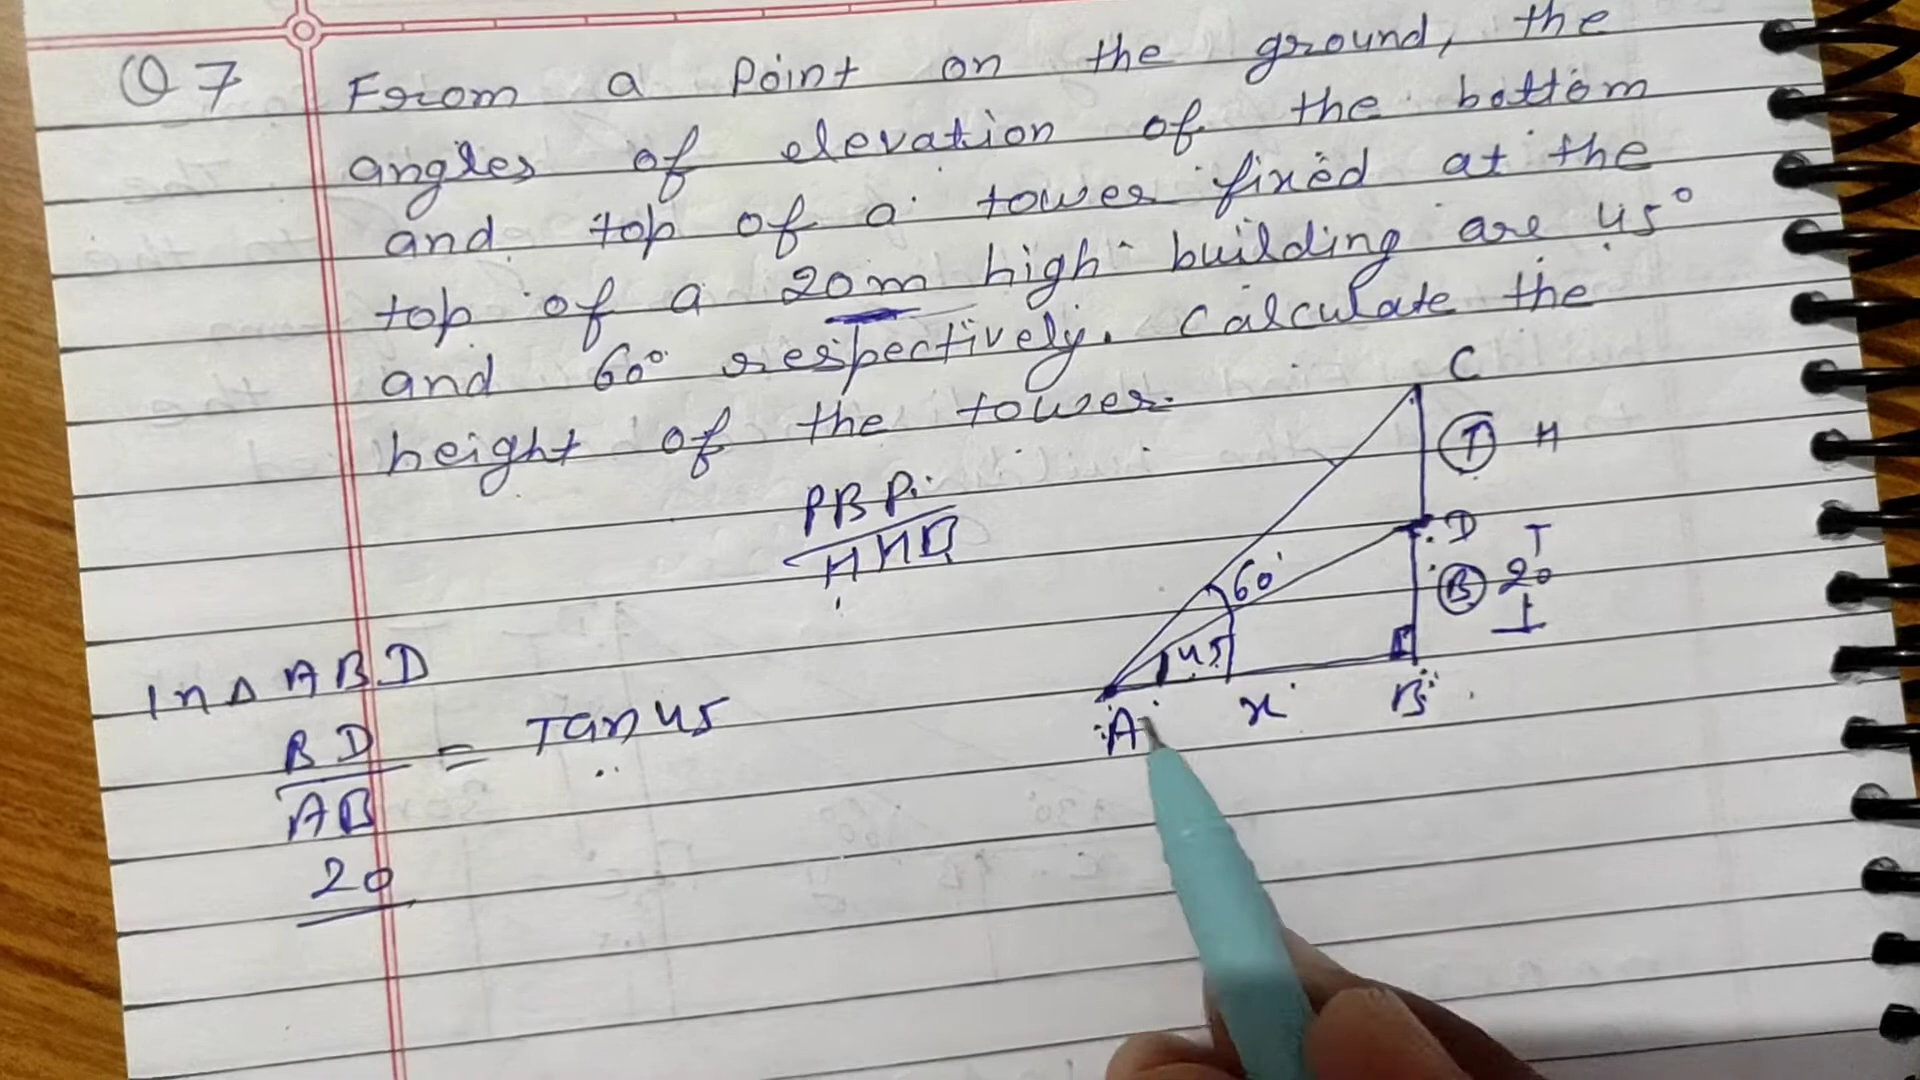 Q7 From a point on the ground, the
angles of elevation of the bottom
and top of a tower fixed at the
top of a 20m high building are 45°
and 60° respectively. Calculate the
height of the tower.
C
T H
PBP
HHB
D
60°
B 20
45
In Δ ABD
A x B
BD = Tan 45
AB
20